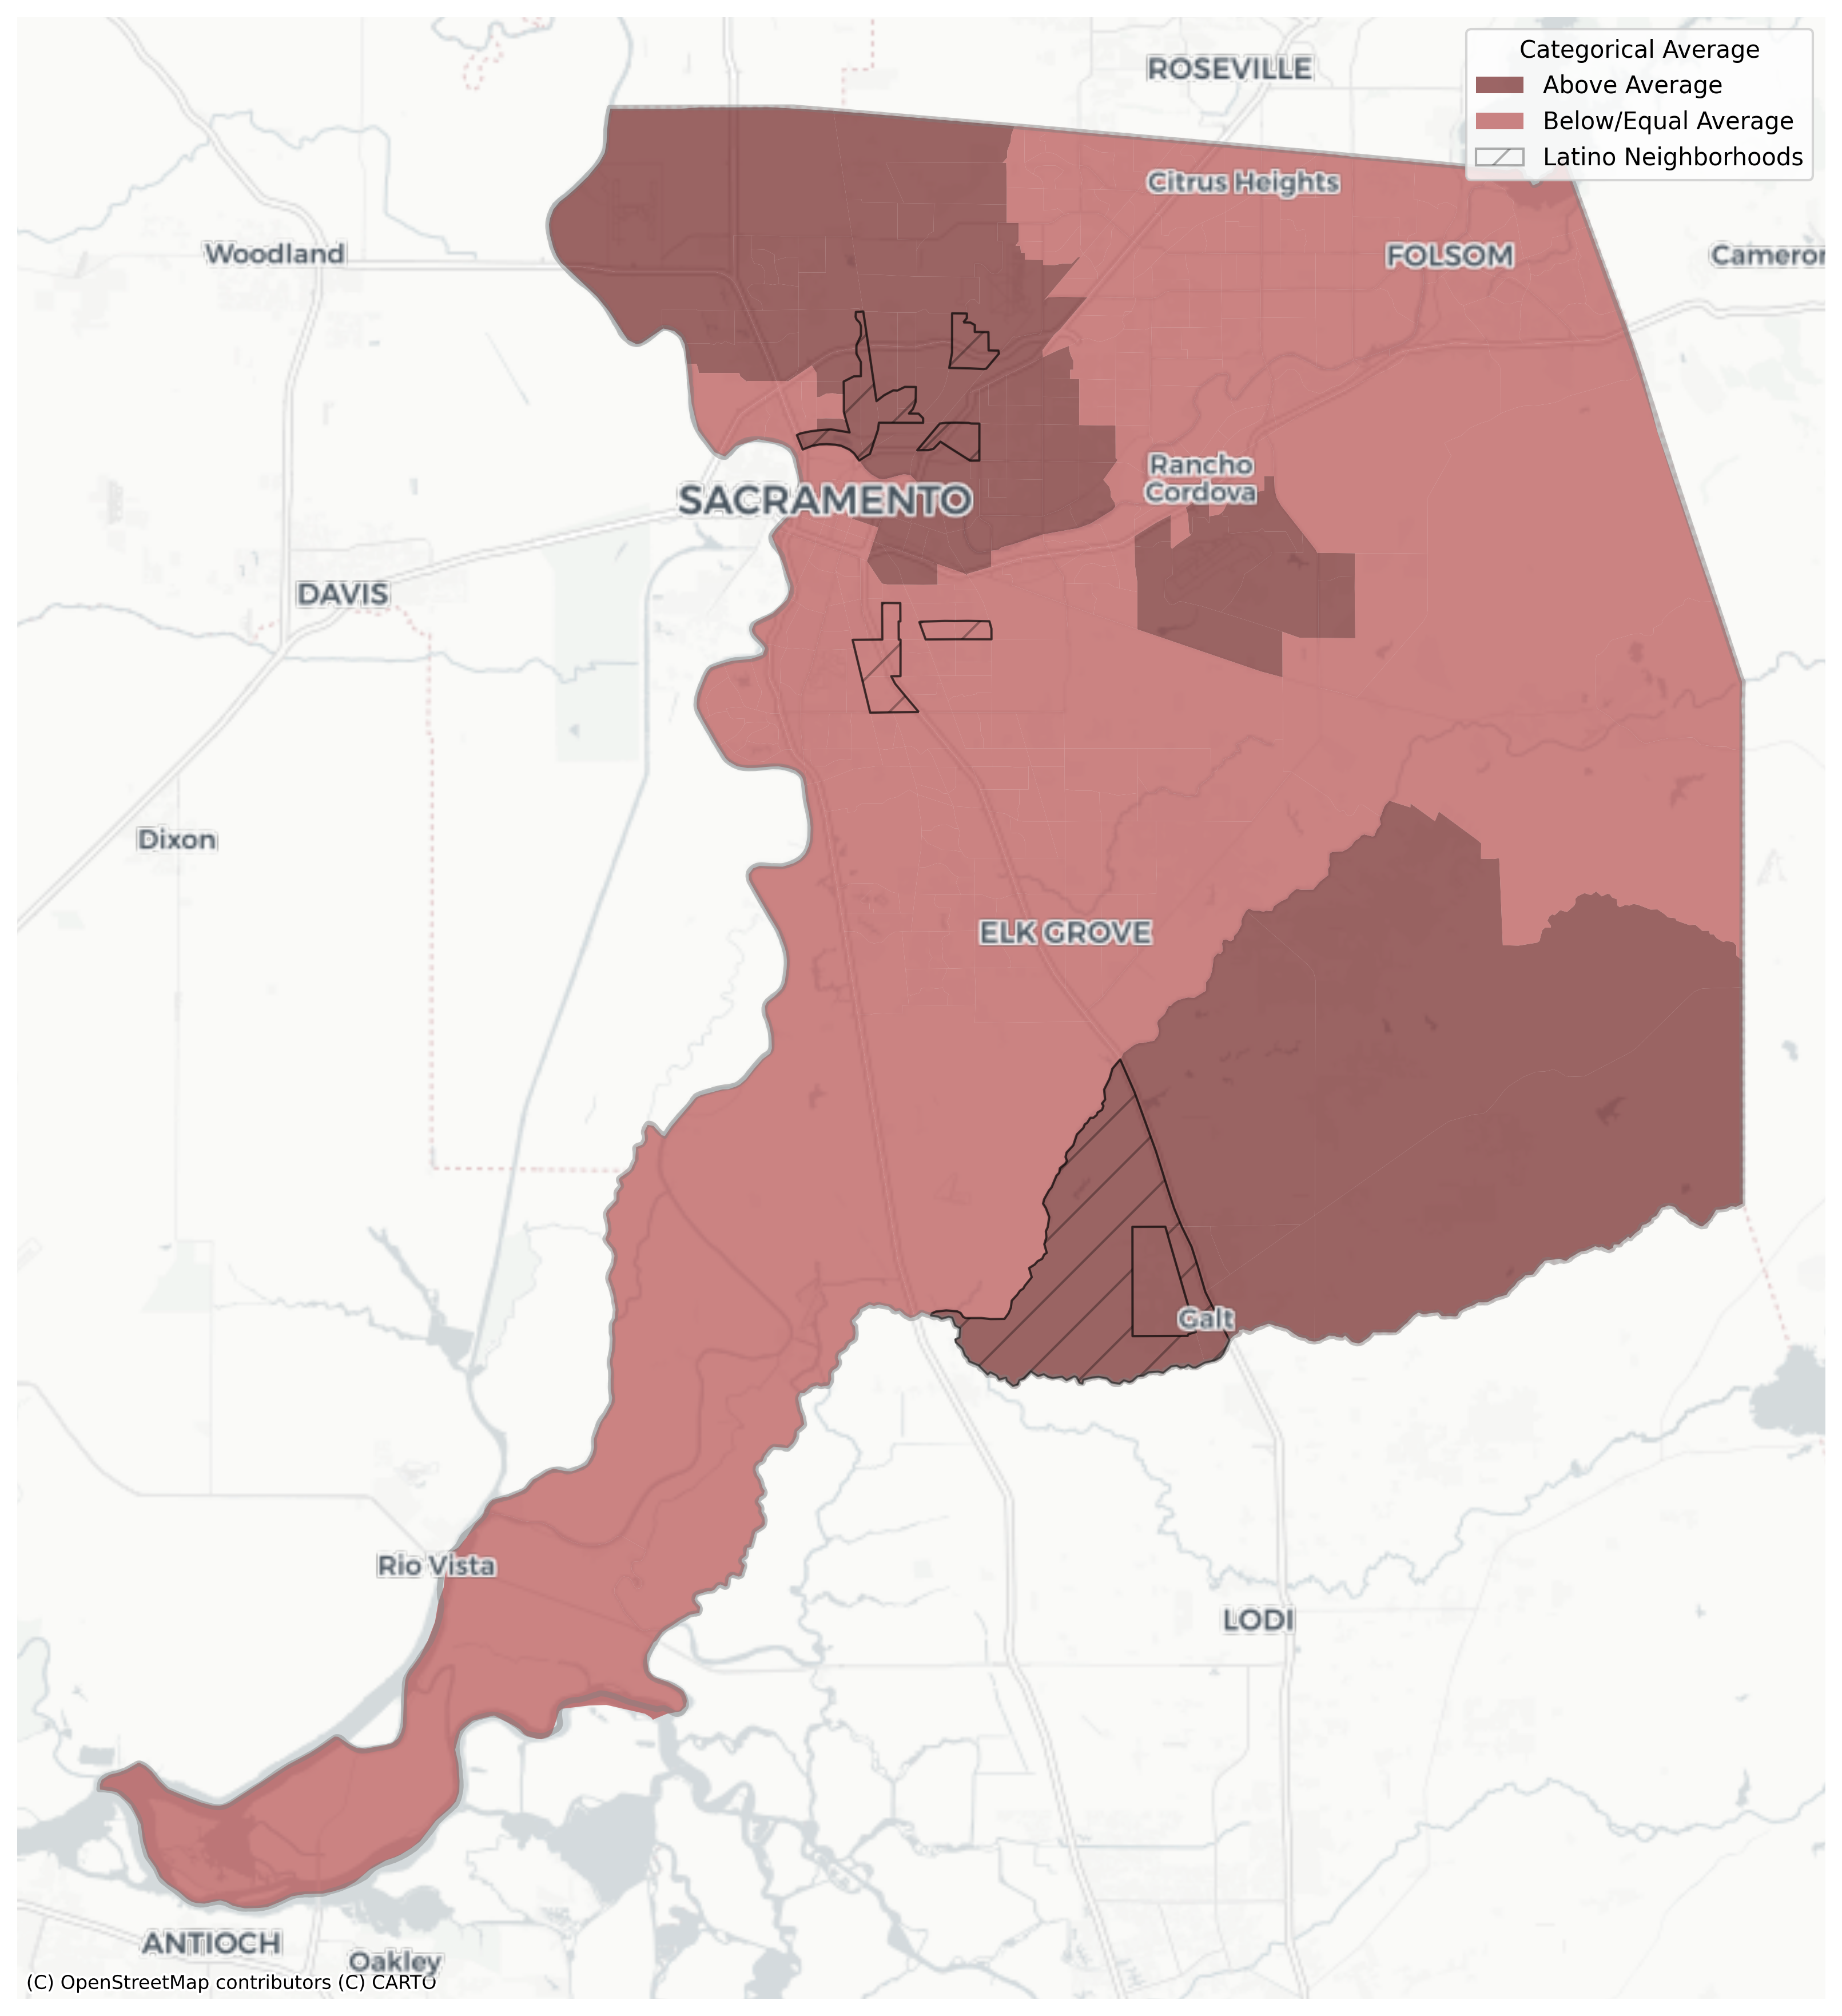 ROSEVILLE
Categorical Average
Above Average
Below/Equal Average
Latino Neighborhoods
Citrus Heights
Woodland
FOLSOM
Cameron
Rancho
Cordova
SACRAMENTO
DAVIS
Dixon
ELK GROVE
Galt
Rio Vista
LODI
ANTIOCH
Oakley
(C) OpenStreetMap contributors (C) CARTO